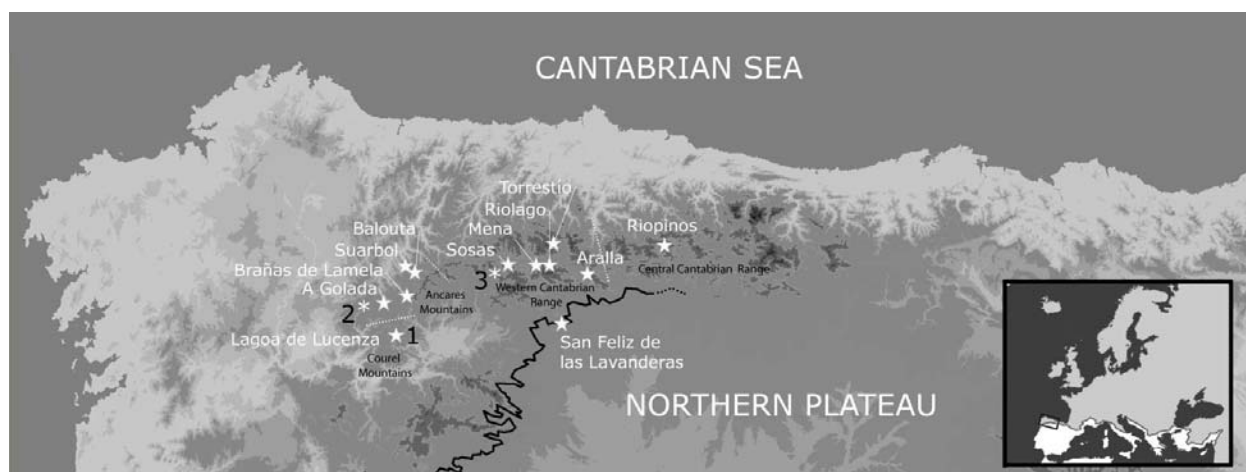 CANTABRIAN SEA
Torrestio
Riolago
Mena
Riopinos
Balouta
Suarbol
Sosas
Aralla
Brañas de Lamela
3*
Central Cantabrian Range
A Golada
Ancares
Mountains
Western Cantabrian
Range
2*
Lagoa de Lucenza
1
Courel
Mountains
San Feliz de
las Lavanderas
NORTHERN PLATEAU